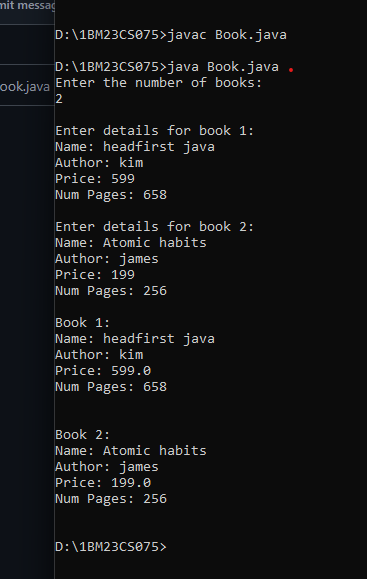 mit messag
ook.java
D:\1BM23CS075>javac Book.java
D:\1BM23CS075>java Book.java
Enter the number of books:
2
Enter details for book 1:
Name: headfirst java
Author: kim
Price: 599
Num Pages: 658
Enter details for book 2:
Name: Atomic habits
Author: james
Price: 199
Num Pages: 256
Book 1:
Name: headfirst java
Author: kim
Price: 599.0
Num Pages: 658
Book 2:
Name: Atomic habits
Author: james
Price: 199.0
Num Pages: 256
D:\1BM23CS075>